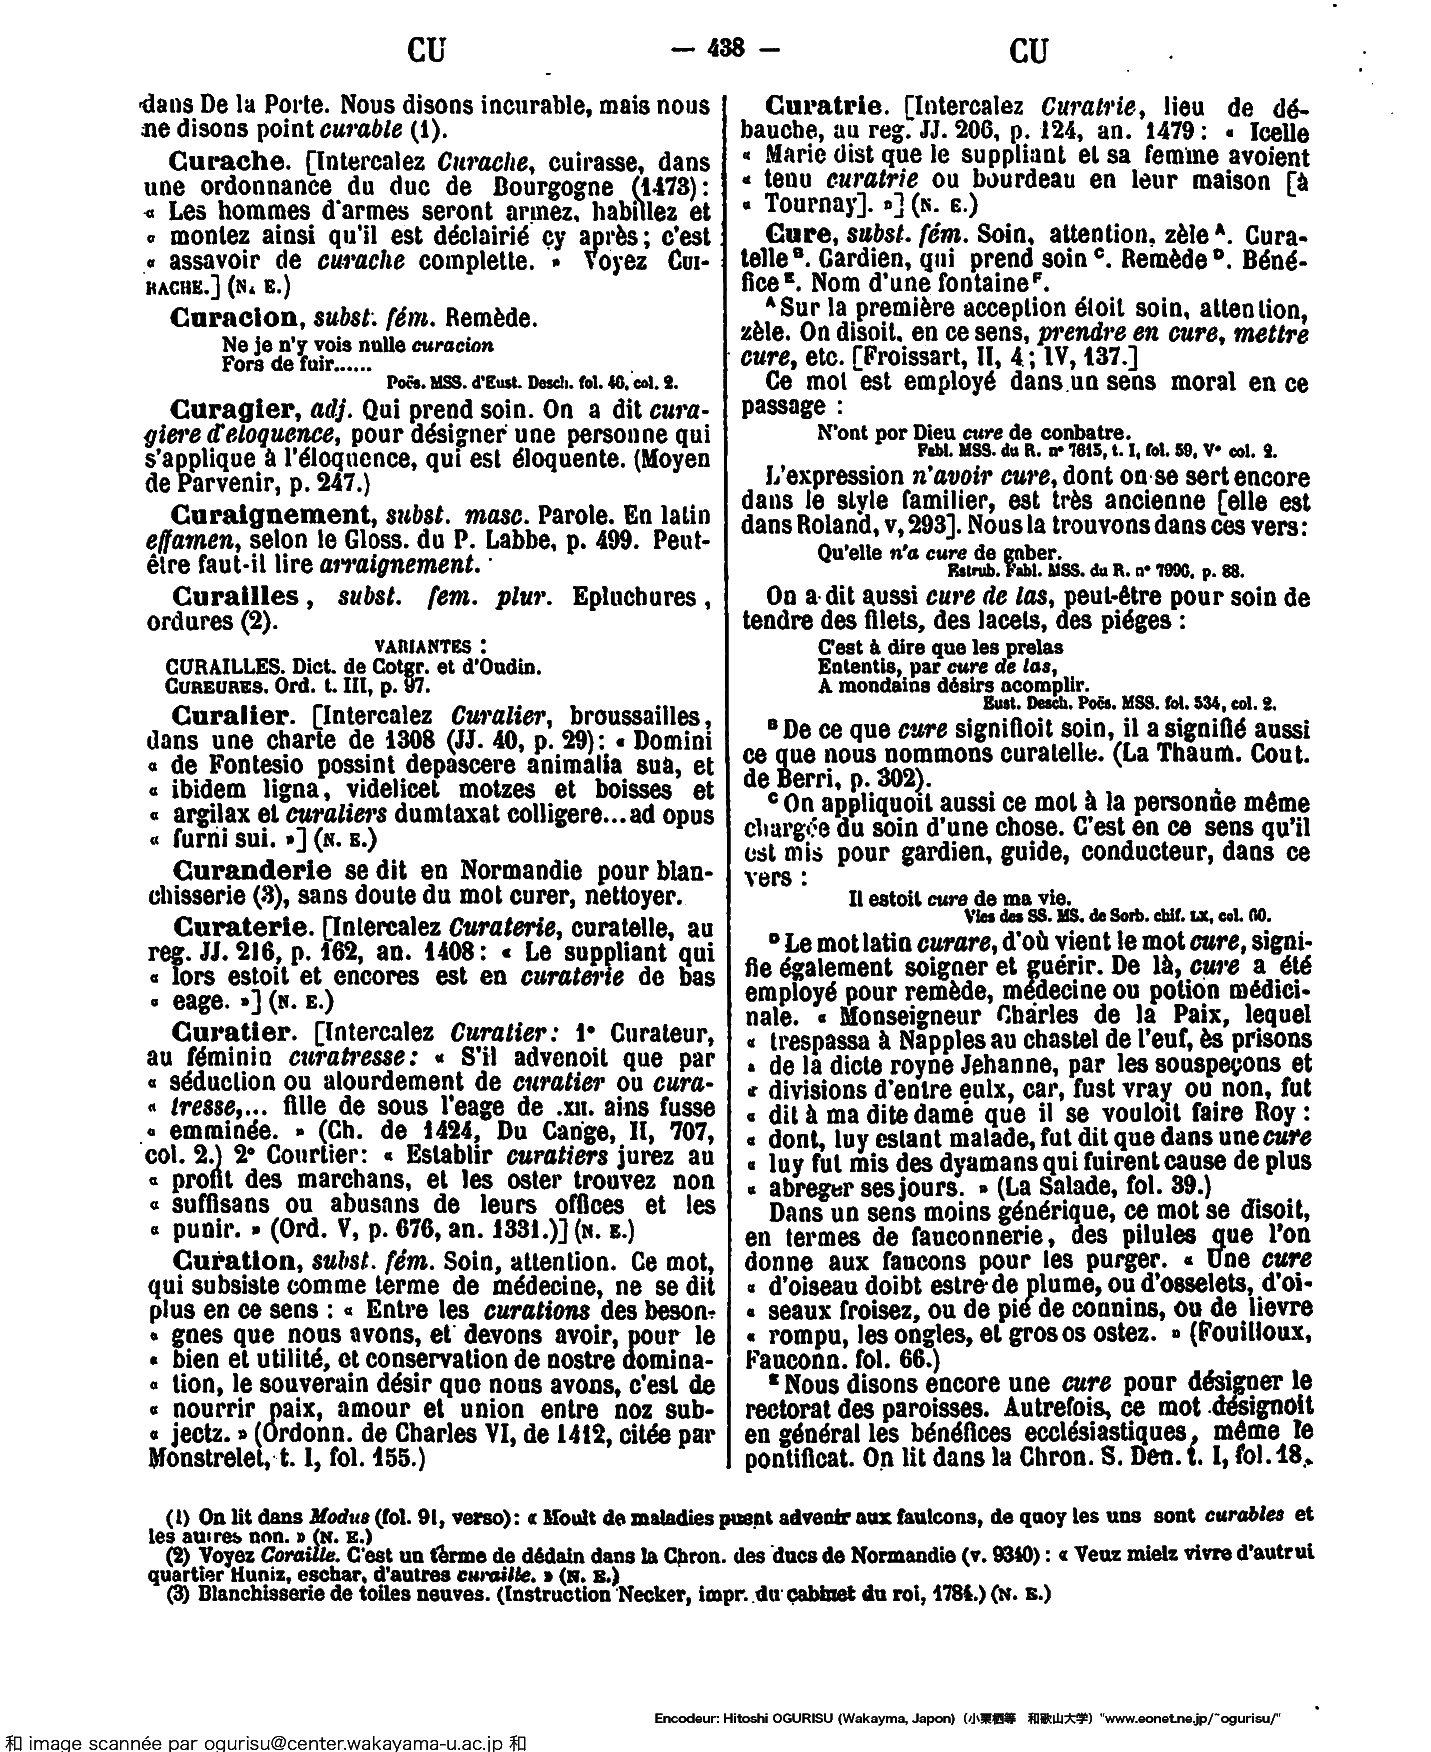 CU — 438 — CU
dans De la Porte. Nous disons incurable, mais nous
ne disons point curable (1).
Curache. [Intercalez Curache, cuirasse, dans
une ordonnance du duc de Bourgogne (1473):
« Les hommes d'armes seront armez, habillez et
« montez ainsi qu'il est déclairié cy après; c'est
« assavoir de curache complette. » Voyez CUI-
RACHE.] (N. E.)
Curacion, subst. fém. Remède.
Ne je n'y vois nulle curacion
Fors de fuir......
Poës. MSS. d'Eust. Desch. fol. 46, col. 2.
Curagier, adj. Qui prend soin. On a dit cura-
giere d'eloquence, pour désigner une personne qui
s'applique à l'éloquence, qui est éloquente. (Moyen
de Parvenir, p. 247.)
Curaignement, subst. masc. Parole. En latin
effamen, selon le Gloss. du P. Labbe, p. 499. Peut-
être faut-il lire arraignement.
Curailles, subst. fem. plur. Epluchures,
ordures (2).
VARIANTES :
CURAILLES. Dict. de Cotgr. et d'Oudin.
CUREURES. Ord. t. III, p. 97.
Curalier. [Intercalez Curalier, broussailles,
dans une charte de 1308 (JJ. 40, p. 29): « Domini
« de Fontesio possint depascere animalia sua, et
« ibidem ligna, videlicet motzes et boisses et
« argilax et curaliers dumtaxat colligere...ad opus
« furni sui. »] (N. E.)
Curanderie se dit en Normandie pour blan-
chisserie (3), sans doute du mot curer, nettoyer.
Curaterie. [Intercalez Curaterie, curatelle, au
reg. JJ. 216, p. 162, an. 1408: « Le suppliant qui
« lors estoit et encores est en curaterie de bas
« eage. »] (N. E.)
Curatier. [Intercalez Curatier: 1° Curateur,
au féminin curatresse: « S'il advenoit que par
« séduction ou alourdement de curatier ou cura-
« tresse,... fille de sous l'eage de .XII. ains fusse
« emminée. » (Ch. de 1424, Du Cange, II, 707,
col. 2.) 2° Courtier: « Establir curatiers jurez au
« profit des marchans, et les oster trouvez non
« suffisans ou abusans de leurs offices et les
« punir. » (Ord. V, p. 676, an. 1331.)] (N. E.)
Curation, subst. fém. Soin, attention. Ce mot,
qui subsiste comme terme de médecine, ne se dit
plus en ce sens : « Entre les curations des beson-
« gnes que nous avons, et devons avoir, pour le
« bien et utilité, et conservation de nostre domina-
« tion, le souverain désir que nous avons, c'est de
« nourrir paix, amour et union entre noz sub-
« jectz. » (Ordonn. de Charles VI, de 1412, citée par
Monstrelet, t. I, fol. 155.)
Curatrie. [Intercalez Curatrie, lieu de dé-
bauche, au reg. JJ. 206, p. 124, an. 1479 : « Icelle
« Marie dist que le suppliant et sa femme avoient
« tenu curatrie ou bourdeau en leur maison [à
« Tournay]. »] (N. E.)
Cure, subst. fém. Soin, attention, zèle A. Cura-
telle B. Gardien, qui prend soin C. Remède D. Béné-
fice E. Nom d'une fontaine F.
A Sur la première acception étoit soin, attention,
zèle. On disoit, en ce sens, prendre en cure, mettre
cure, etc. [Froissart, II, 4; IV, 137.]
Ce mot est employé dans un sens moral en ce
passage :
N'ont por Dieu cure de conbatre.
Fabl. MSS. du R. n° 7615, t. I, fol. 59, V° col. 2.
L'expression n'avoir cure, dont on se sert encore
dans le style familier, est très ancienne [elle est
dans Roland, v, 293]. Nous la trouvons dans ces vers:
Qu'elle n'a cure de gaber.
Estrub. Fabl. MSS. du R. n° 7996, p. 88.
On a dit aussi cure de las, peut-être pour soin de
tendre des filets, des lacets, des piéges :
C'est à dire que les prelas
Ententis, par cure de las,
A mondains désirs acomplir.
Eust. Desch. Poës. MSS. fol. 534, col. 2.
B De ce que cure signifioit soin, il a signifié aussi
ce que nous nommons curatelle. (La Thaum. Cout.
de Berri, p. 302).
C On appliquoit aussi ce mot à la personne même
chargée du soin d'une chose. C'est en ce sens qu'il
est mis pour gardien, guide, conducteur, dans ce
vers :
Il estoit cure de ma vie.
Vies des SS. MS. de Sorb. chif. LX, col. 60.
D Le mot latin curare, d'où vient le mot cure, signi-
fie également soigner et guérir. De là, cure a été
employé pour remède, médecine ou potion médici-
nale. « Monseigneur Charles de la Paix, lequel
« trespassa à Napples au chastel de l'euf, ès prisons
« de la dicte royne Jehanne, par les souspeçons et
« divisions d'entre eulx, car, fust vray ou non, fut
« dit à ma dite dame que il se vouloit faire Roy :
« dont, luy estant malade, fut dit que dans une cure
« luy fut mis des dyamans qui fuirent cause de plus
« abreger ses jours. » (La Salade, fol. 39.)
Dans un sens moins générique, ce mot se disoit,
en termes de fauconnerie, des pilules que l'on
donne aux faucons pour les purger. « Une cure
« d'oiseau doibt estre de plume, ou d'osselets, d'oi-
« seaux froisez, ou de pié de connins, ou de lievre
« rompu, les ongles, et gros os ostez. » (Fouilloux,
Fauconn. fol. 66.)
E Nous disons encore une cure pour désigner le
rectorat des paroisses. Autrefois, ce mot désignoit
en général les bénéfices ecclésiastiques, même le
pontificat. On lit dans la Chron. S. Den. t. I, fol. 18,
(1) On lit dans Modus (fol. 91, verso): « Moult de maladies puent advenir aux faulcons, de quoy les uns sont curables et
les autres non. » (N. E.)
(2) Voyez Coraille. C'est un terme de dédain dans la Chron. des ducs de Normandie (v. 9340) : « Veuz mielz vivre d'autrui
quartier Huniz, eschar, d'autres curaille. » (N. E.)
(3) Blanchisserie de toiles neuves. (Instruction Necker, impr. du cabinet du roi, 1784.) (N. E.)
Encodeur: Hitoshi OGURISU (Wakayma, Japon) (小栗栖等 和歌山大学) "www.eonet.ne.jp/~ogurisu/"
和 image scannée par ogurisu@center.wakayama-u.ac.jp 和